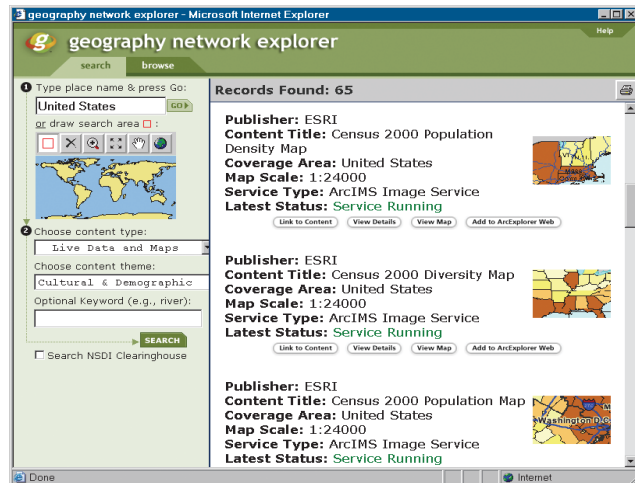 geography network explorer - Microsoft Internet Explorer
g. geography network explorer
Help
search browse
1 Type place name & press Go:
United States GO
or draw search area :
2 Choose content type:
Live Data and Maps
Choose content theme:
Cultural & Demographic
Optional Keyword (e.g., river):
SEARCH
Search NSDI Clearinghouse
Records Found: 65
Publisher: ESRI
Content Title: Census 2000 Population
Density Map
Coverage Area: United States
Map Scale: 1:24000
Service Type: ArcIMS Image Service
Latest Status: Service Running
Link to Content View Details View Map Add to ArcExplorer Web
Publisher: ESRI
Content Title: Census 2000 Diversity Map
Coverage Area: United States
Map Scale: 1:24000
Service Type: ArcIMS Image Service
Latest Status: Service Running
Link to Content View Details View Map Add to ArcExplorer Web
Publisher: ESRI
Content Title: Census 2000 Population Map
Coverage Area: United States
Map Scale: 1:24000
Service Type: ArcIMS Image Service
Latest Status: Service Running
Washington D.C.
Done
Internet